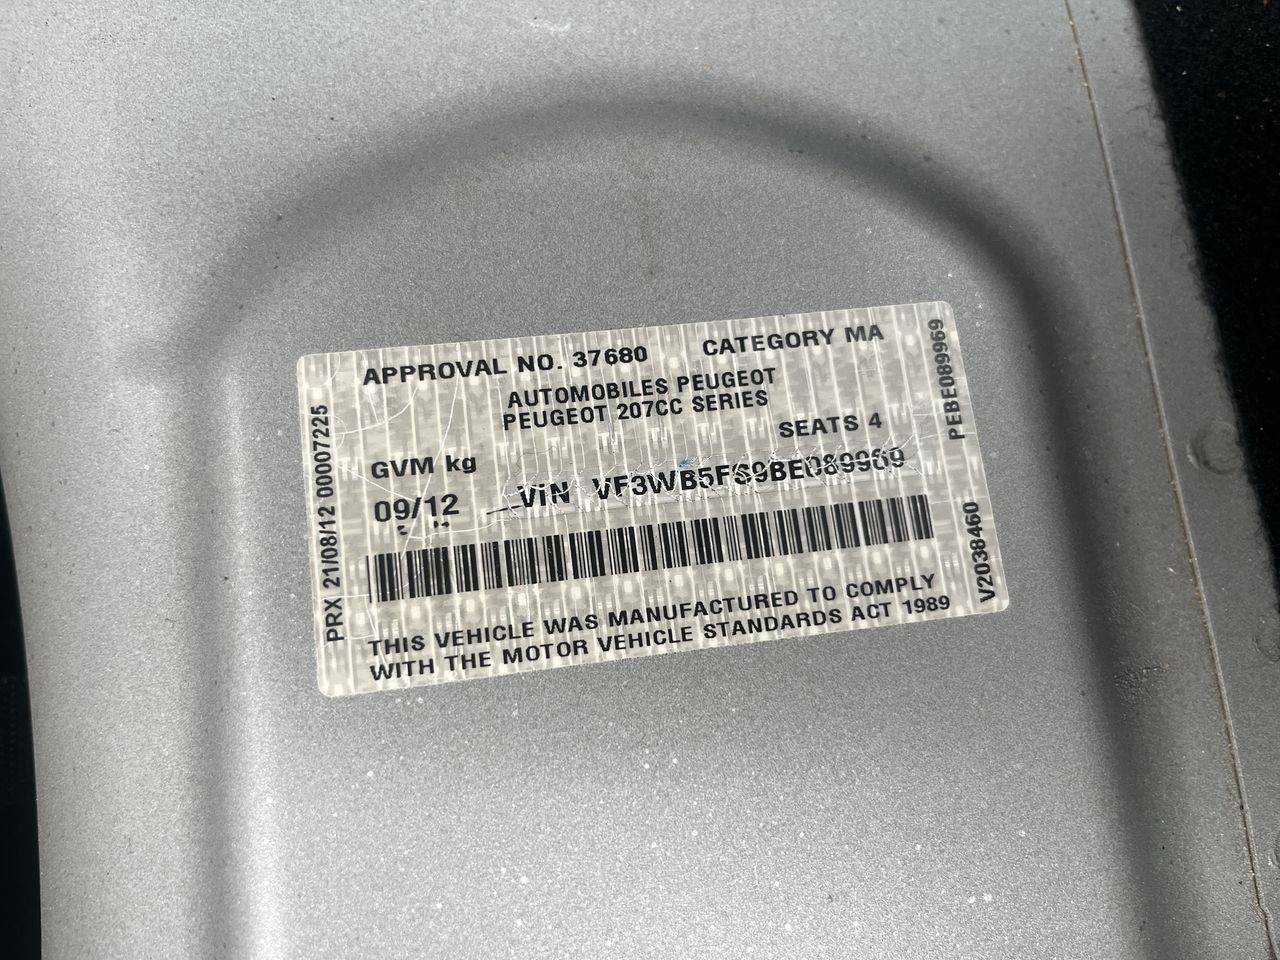 APPROVAL NO. 37680 CATEGORY MA
AUTOMOBILES PEUGEOT
PEUGEOT 207CC SERIES
SEATS 4
GVM kg
09/12 VIN VF3WB5FS9BE089969
THIS VEHICLE WAS MANUFACTURED TO COMPLY
WITH THE MOTOR VEHICLE STANDARDS ACT 1989
PRX 21/08/12 00007225
PEBE089969
V2038460